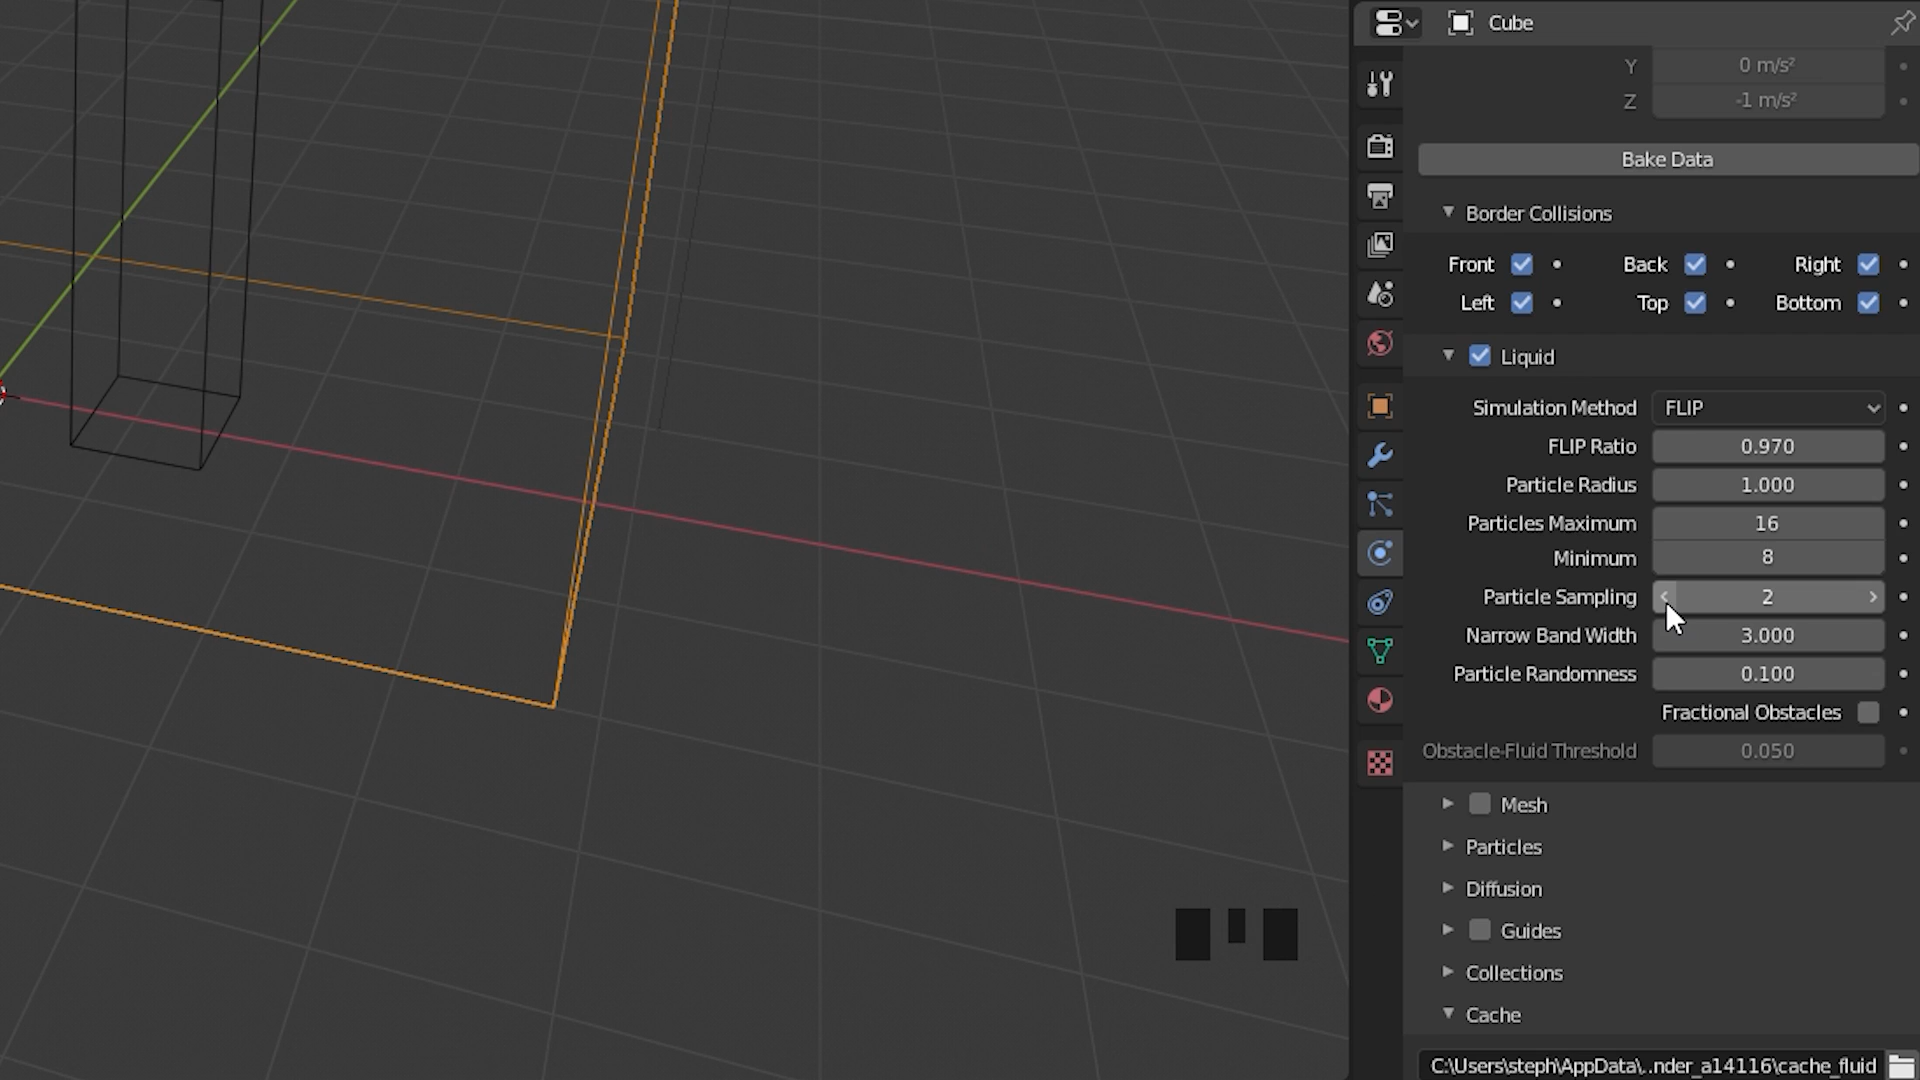 Cube
Y 0 m/s²
Z -1 m/s²
Bake Data
Border Collisions
Front Back Right
Left Top Bottom
Liquid
Simulation Method FLIP
FLIP Ratio 0.970
Particle Radius 1.000
Particles Maximum 16
Minimum 8
Particle Sampling 2
Narrow Band Width 3.000
Particle Randomness 0.100
Fractional Obstacles
Obstacle-Fluid Threshold 0.050
Mesh
Particles
Diffusion
Guides
Collections
Cache
C:\Users\steph\AppData\..nder_a14116\cache_fluid